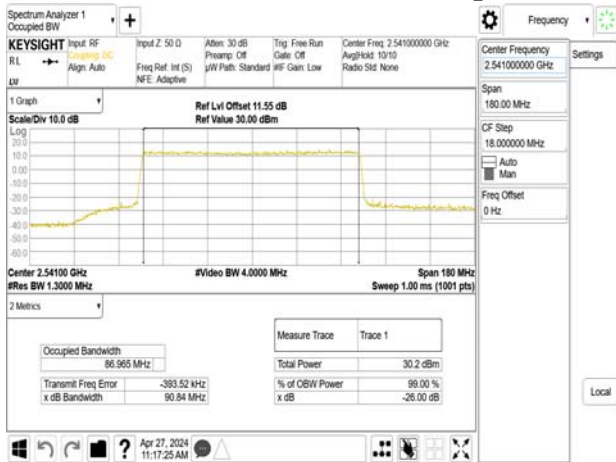 Spectrum Analyzer 1
Occupied BW
Frequency
KEYSIGHT
Input: RF
Coupling: DC
Align: Auto
RL
Input Z: 50 Ω
Freq Ref: Int (S)
NFE: Adaptive
Atten: 30 dB
Preamp: Off
µW Path: Standard
Trig: Free Run
Gate: Off
#IF Gain: Low
Center Freq: 2.541000000 GHz
Avg|Hold: 10/10
Radio Std: None
Center Frequency
2.541000000 GHz
Settings
Span
180.00 MHz
CF Step
18.000000 MHz
Auto
Man
Freq Offset
0 Hz
Local
1 Graph
Scale/Div 10.0 dB
Ref Lvl Offset 11.55 dB
Ref Value 30.00 dBm
Log
20.0
10.0
0.00
-10.0
-20.0
-30.0
-40.0
-50.0
-60.0
Center 2.54100 GHz
#Video BW 4.0000 MHz
Span 180 MHz
#Res BW 1.3000 MHz
Sweep 1.00 ms (1001 pts)
2 Metrics
Measure Trace
Trace 1
Occupied Bandwidth
86.965 MHz
Total Power
30.2 dBm
Transmit Freq Error
-393.52 kHz
% of OBW Power
99.00 %
x dB Bandwidth
90.84 MHz
x dB
-26.00 dB
?
Apr 27, 2024
11:17:25 AM